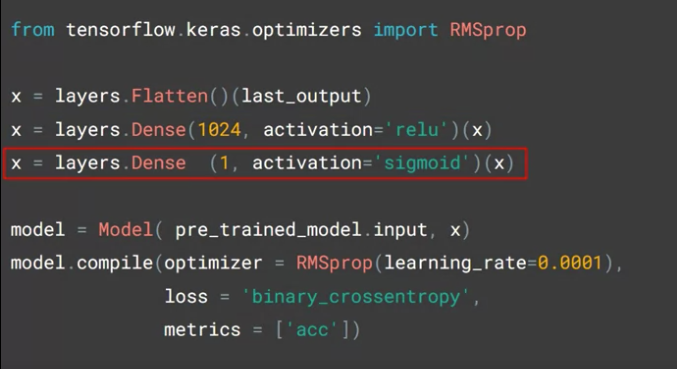 from tensorflow.keras.optimizers import RMSprop
x = layers.Flatten()(last_output)
x = layers.Dense(1024, activation='relu')(x)
x = layers.Dense  (1, activation='sigmoid')(x)
model = Model( pre_trained_model.input, x)
model.compile(optimizer = RMSprop(learning_rate=0.0001),
loss = 'binary_crossentropy',
metrics = ['acc'])